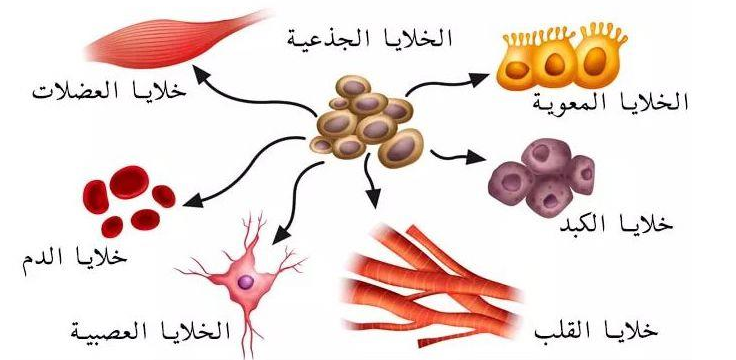 الخلايا الجذعية
خلايا العضلات
الخلايا المعوية
خلايا الكبد
خلايا الدم
خلايا القلب
الخلايا العصبية